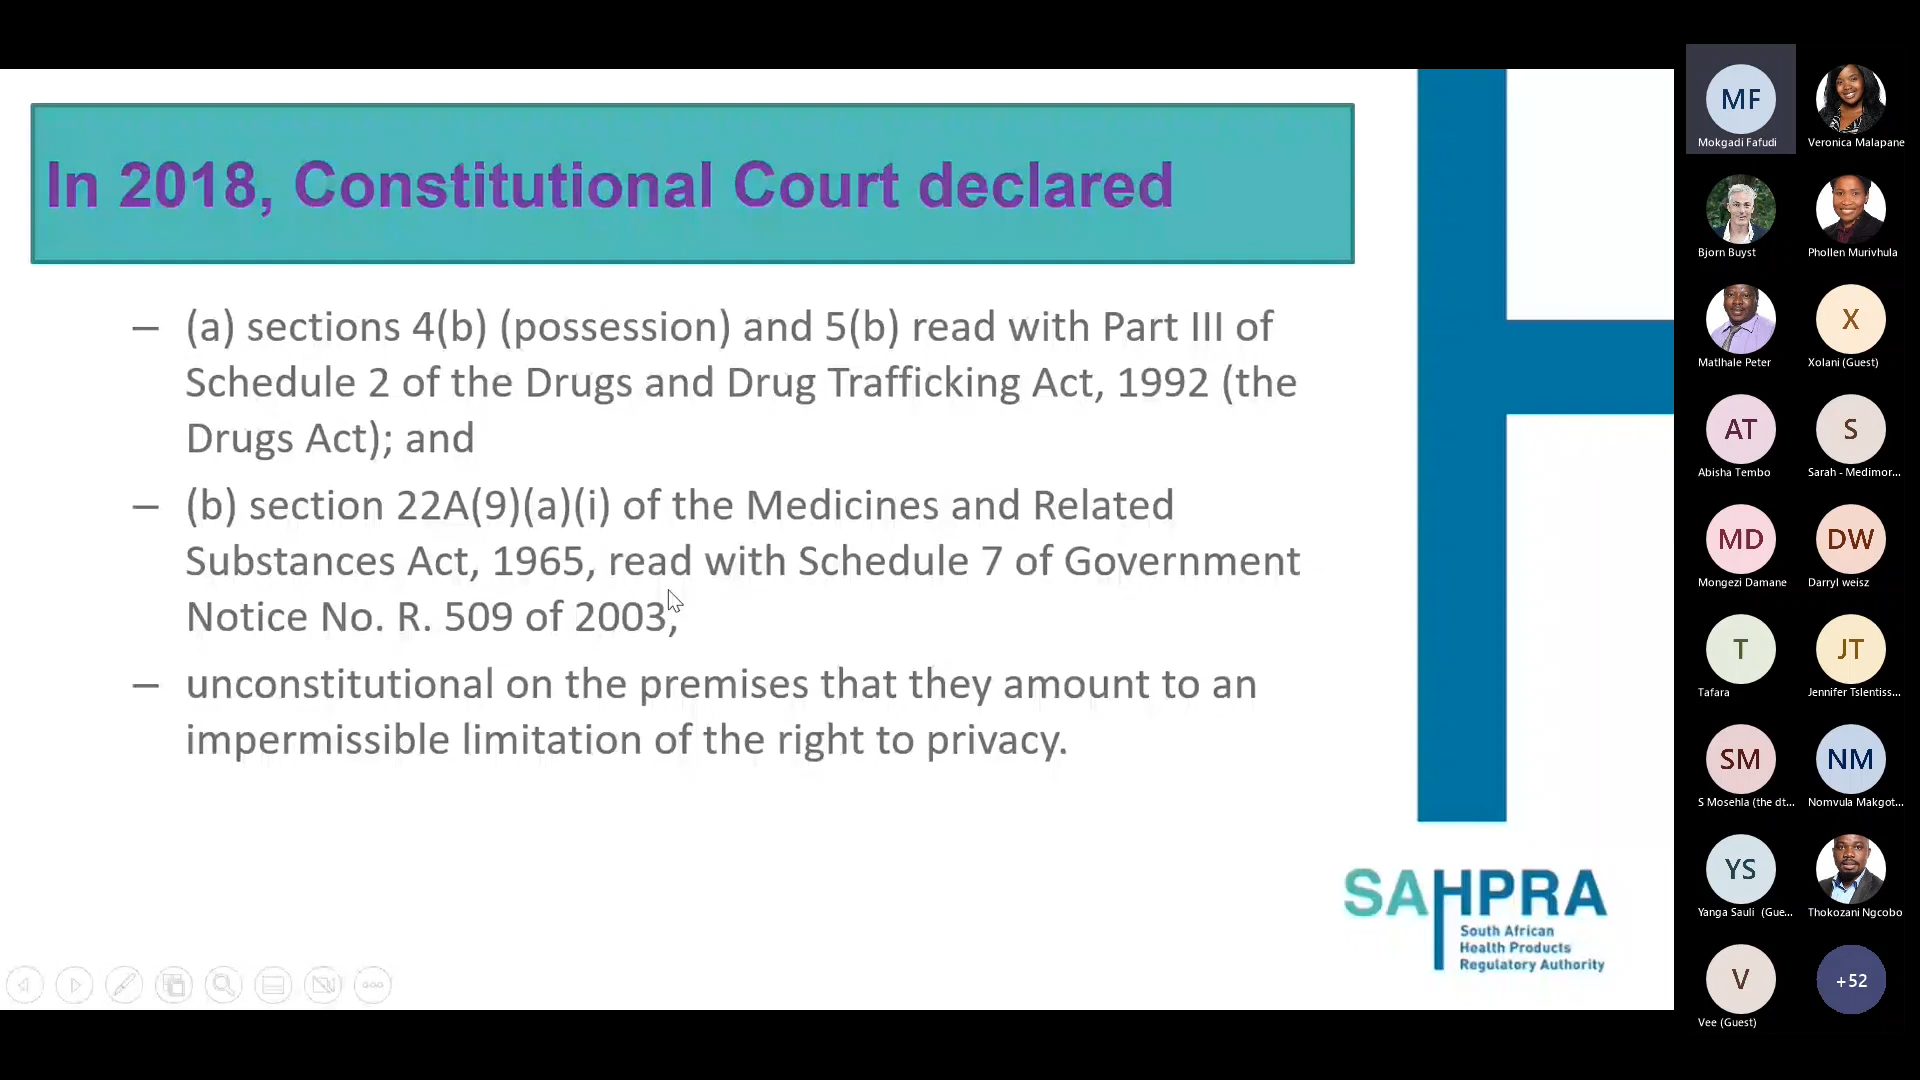 In 2018, Constitutional Court declared
– (a) sections 4(b) (possession) and 5(b) read with Part III of
Schedule 2 of the Drugs and Drug Trafficking Act, 1992 (the
Drugs Act); and
– (b) section 22A(9)(a)(i) of the Medicines and Related
Substances Act, 1965, read with Schedule 7 of Government
Notice No. R. 509 of 2003;
– unconstitutional on the premises that they amount to an
impermissible limitation of the right to privacy.
SAHPRA
South African
Health Products
Regulatory Authority
MF
Mokgadi Fafudi
Veronica Malapane
Bjorn Buyst
Phollen Murivhula
Matlhale Peter
X
Xolani (Guest)
AT
Abisha Tembo
S
Sarah - Medimor...
MD
Mongezi Damane
DW
Darryl weisz
T
Tafara
JT
Jennifer Tslentiss...
SM
S Mosehla (the dt...
NM
Nomvula Makgot...
YS
Yanga Sauli (Gue...
Thokozani Ngcobo
V
Vee (Guest)
+52